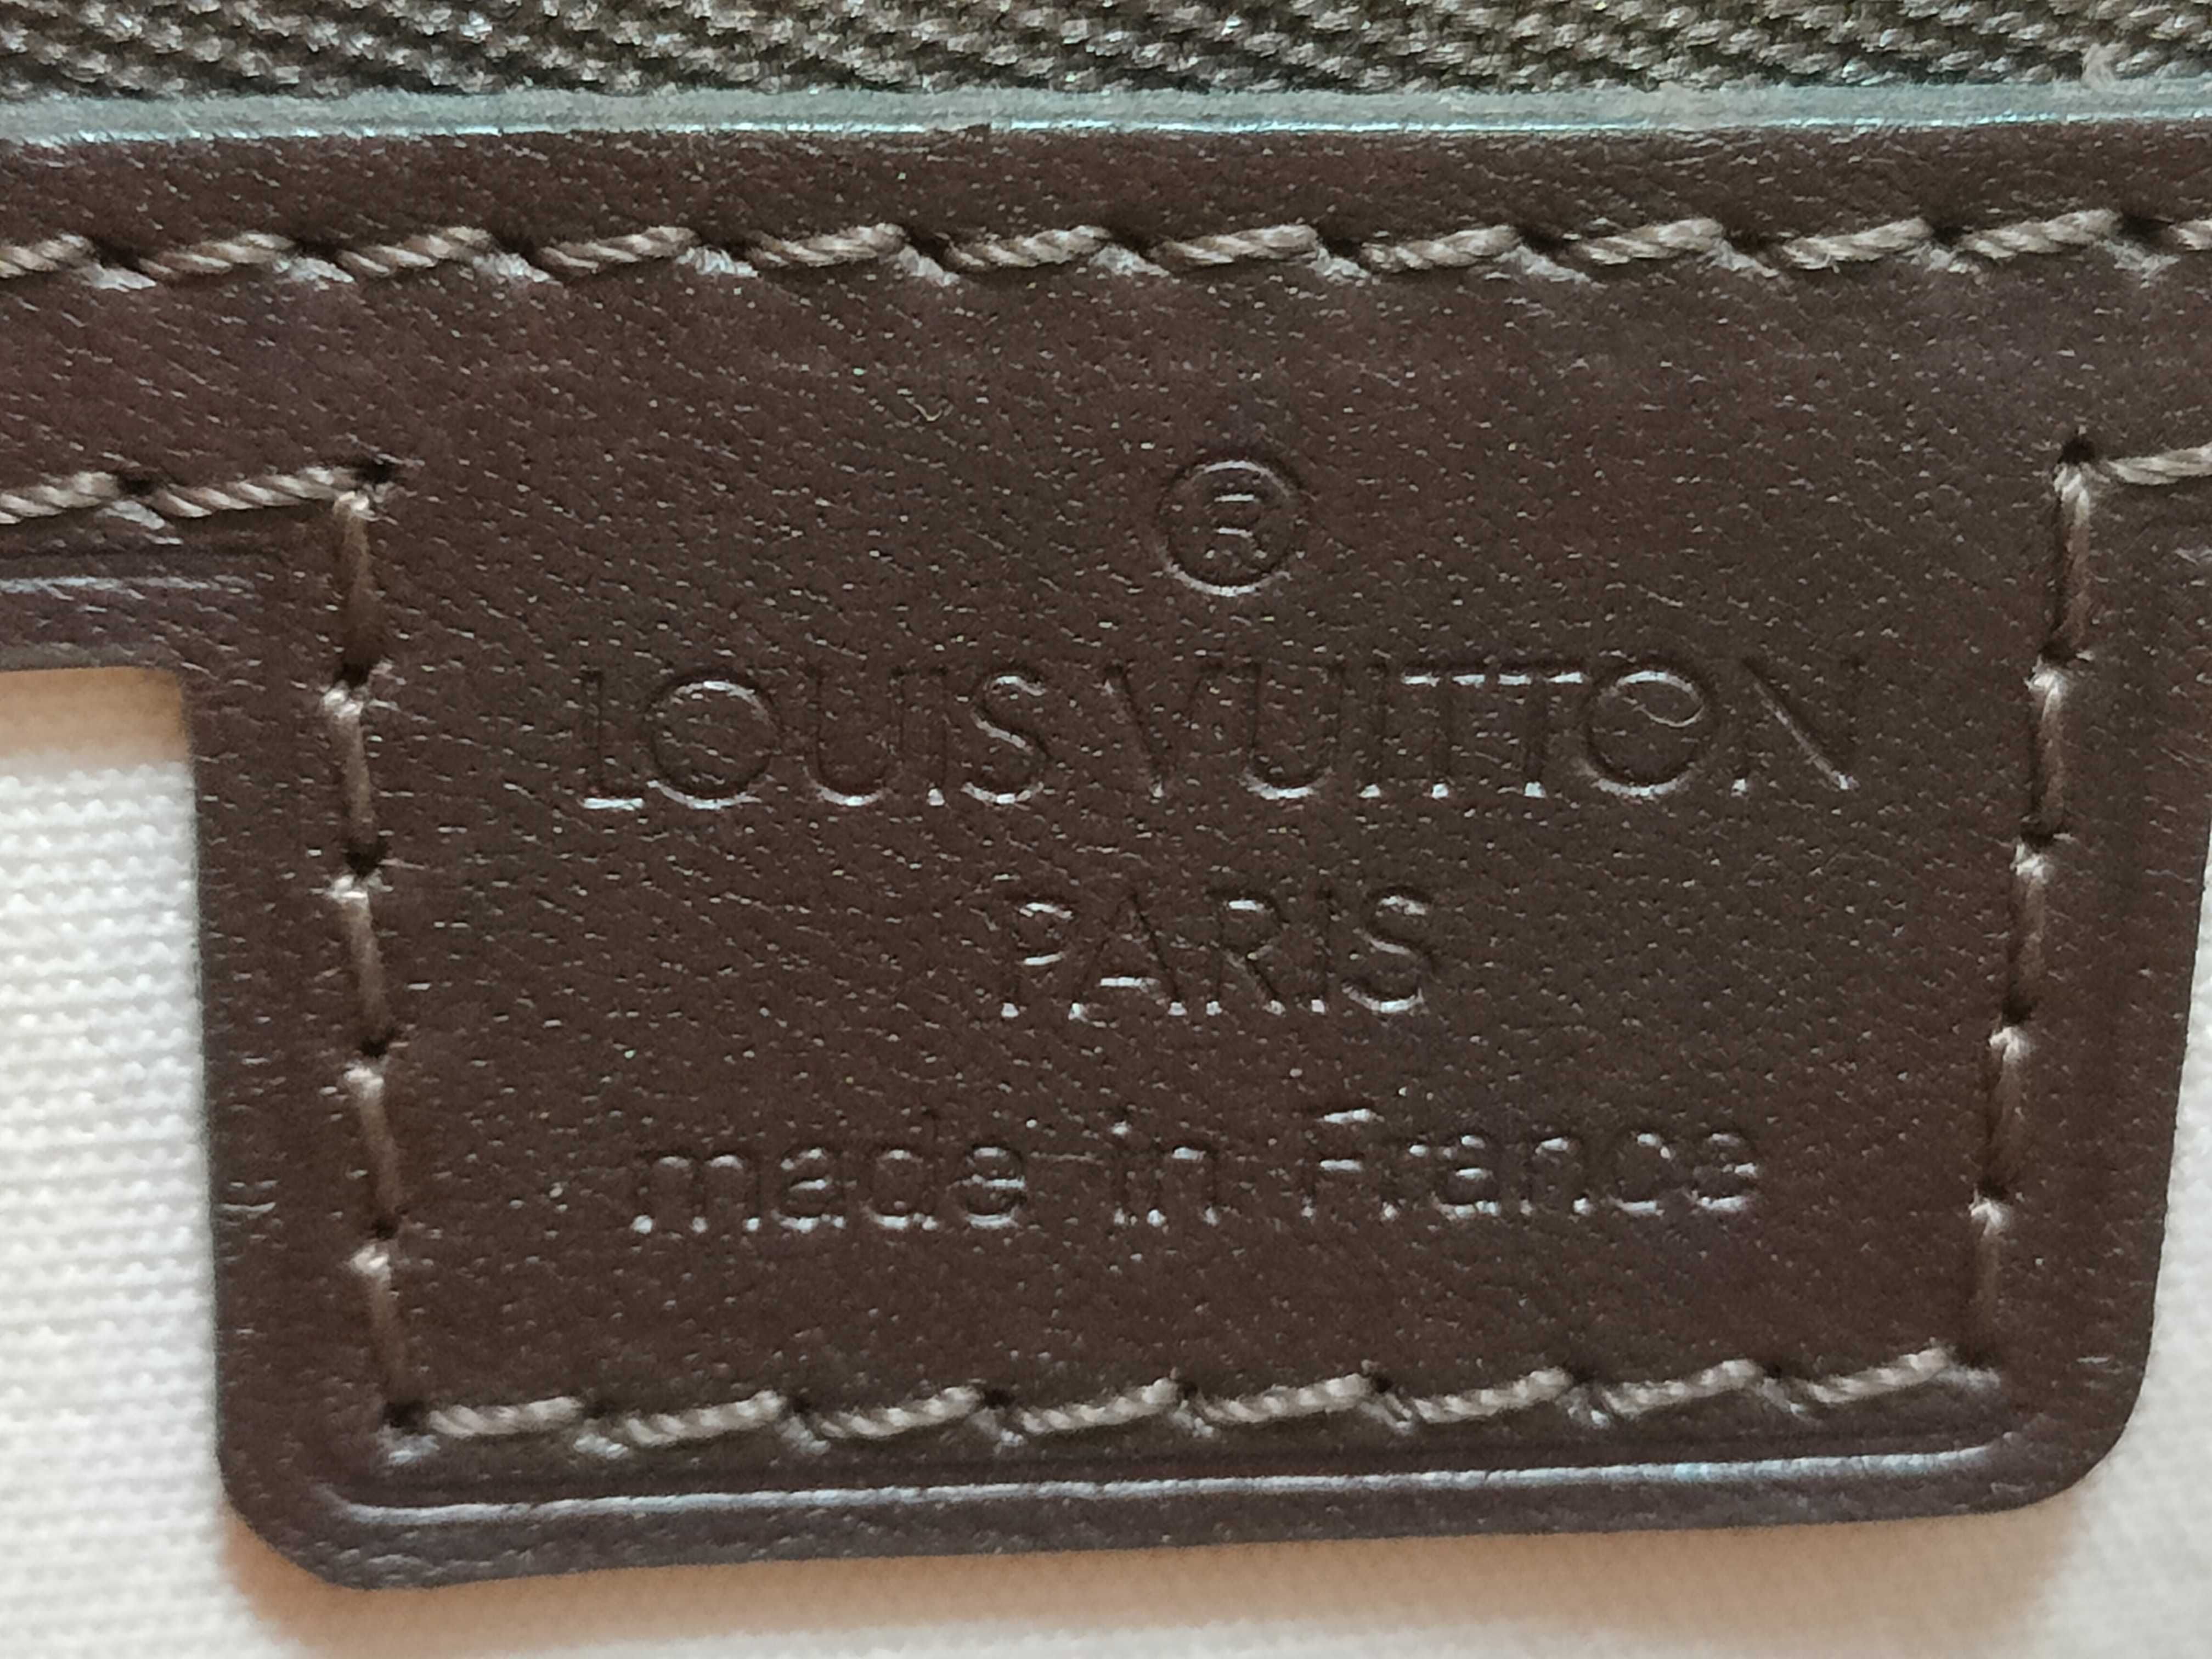 ®
LOUIS VUITTON
PARIS
made in France